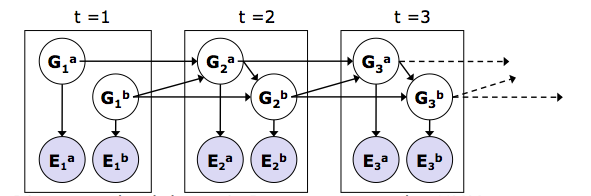 t =1 t =2 t =3
G₁ᵃ G₂ᵃ G₃ᵃ
G₁ᵇ G₂ᵇ G₃ᵇ
E₁ᵃ E₁ᵇ E₂ᵃ E₂ᵇ E₃ᵃ E₃ᵇ